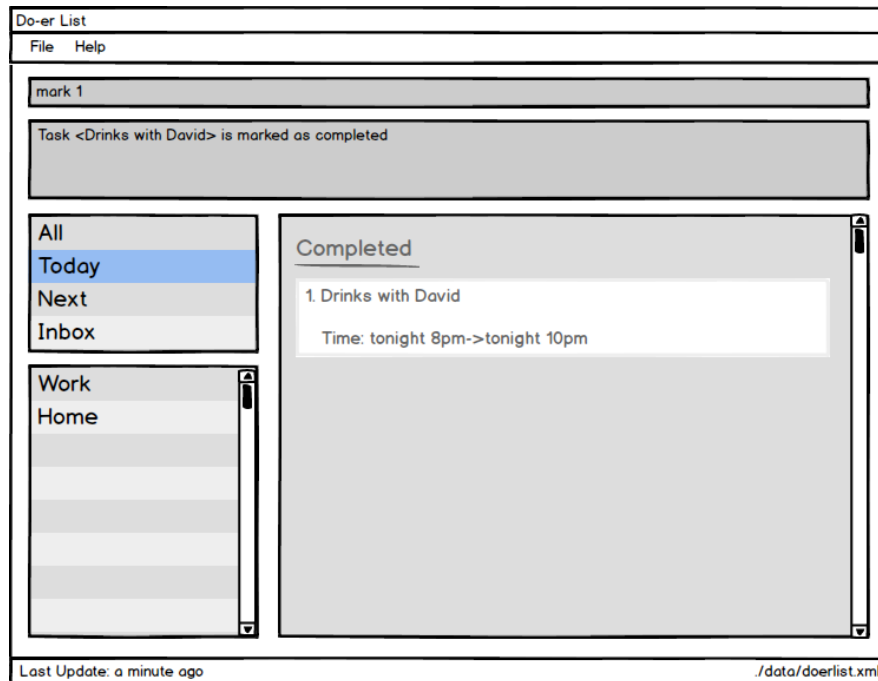 Do-er List
File Help
mark 1
Task <Drinks with David> is marked as completed
All
Today
Next
Inbox
Work
Home
Completed
1. Drinks with David
Time: tonight 8pm->tonight 10pm
Last Update: a minute ago
./data/doerlist.xml